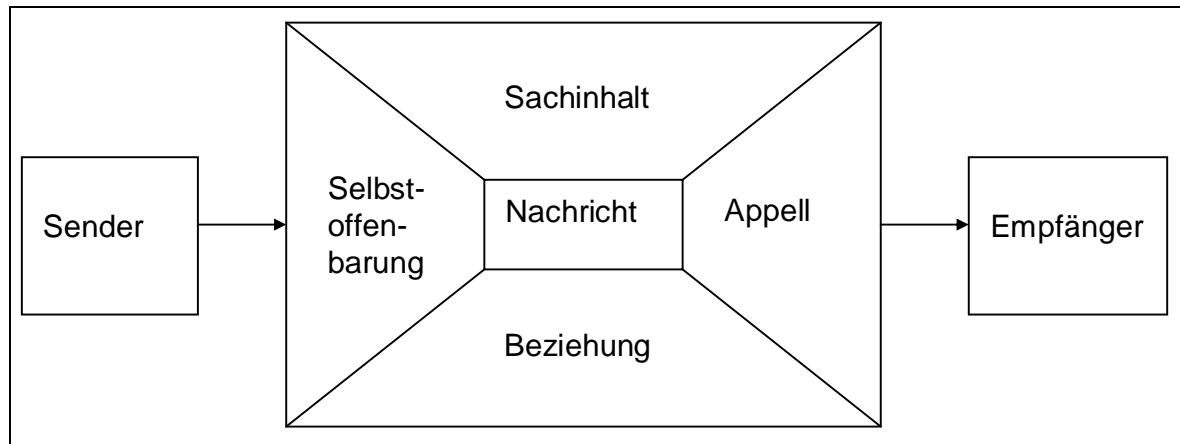 Sachinhalt
Sender
Selbst-
offen-
barung
Nachricht
Appell
Empfänger
Beziehung